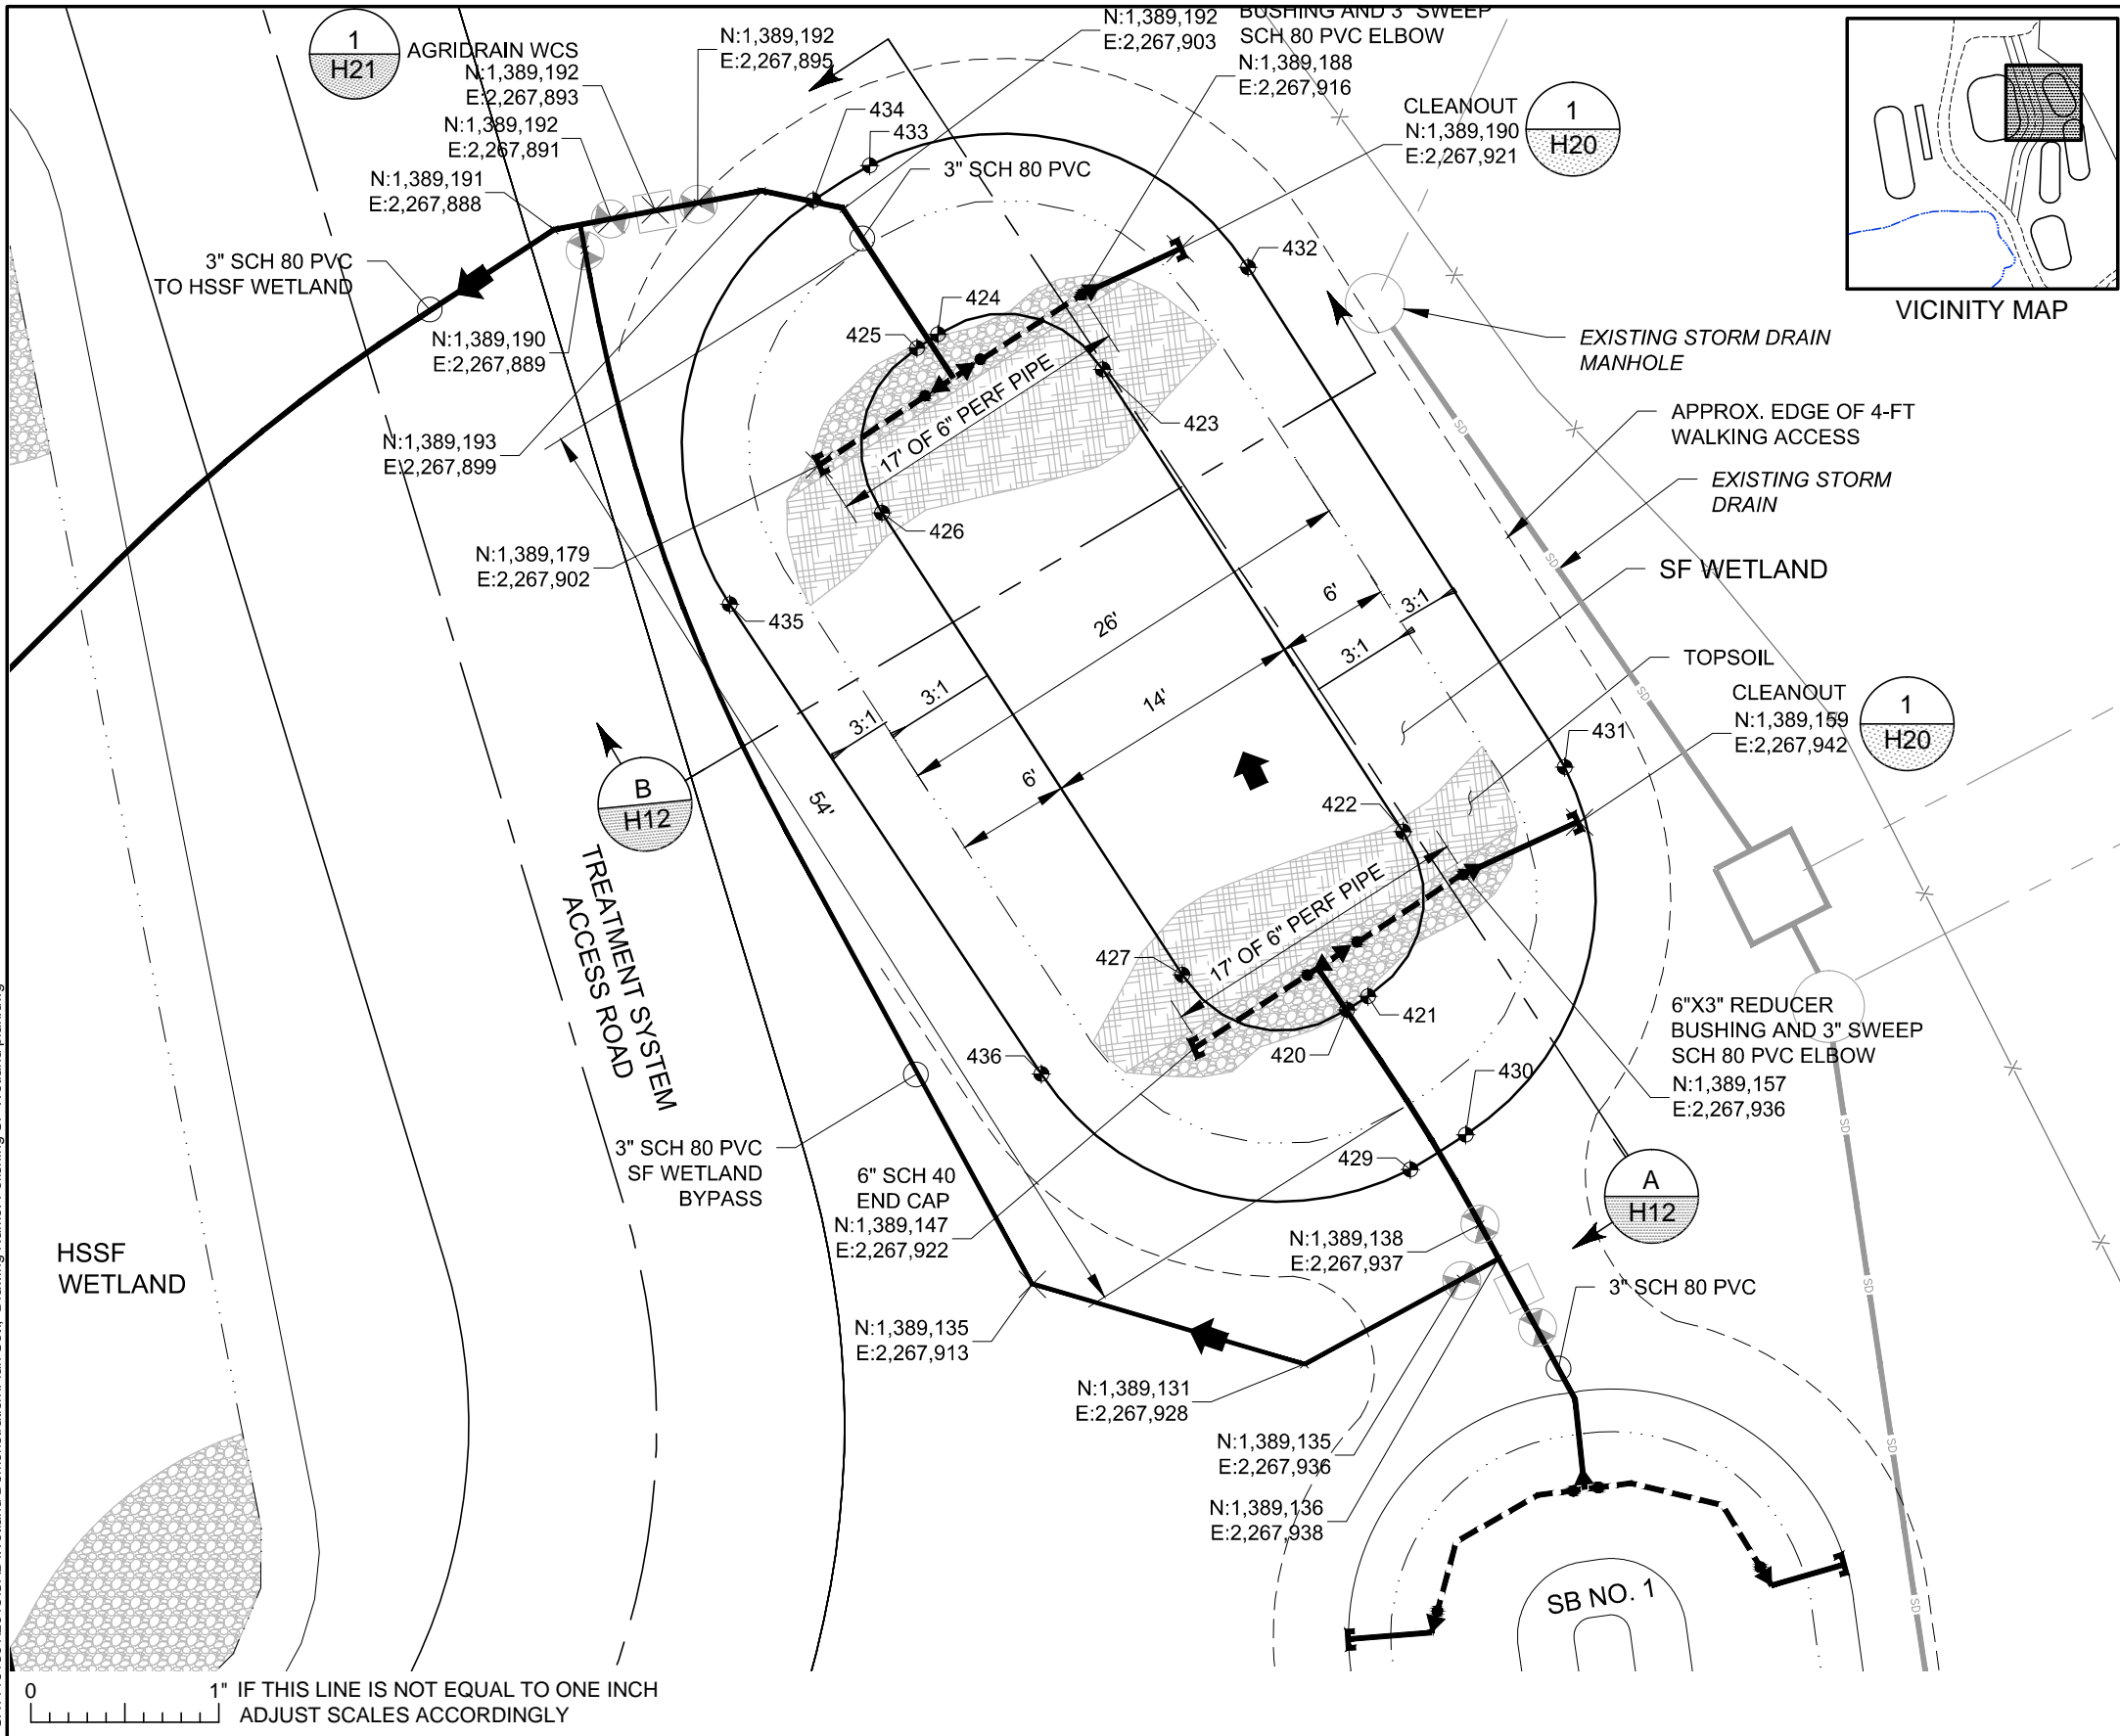 1
H21
AGRIDRAIN WCS
N:1,389,192
E:2,267,893
N:1,389,192
E:2,267,895
N:1,389,192
E:2,267,903
BUSHING AND 3" SWEEP
SCH 80 PVC ELBOW
N:1,389,188
E:2,267,916
CLEANOUT
N:1,389,190
E:2,267,921
1
H20
VICINITY MAP
N:1,389,192
E:2,267,891
N:1,389,191
E:2,267,888
434
433
3" SCH 80 PVC
432
3" SCH 80 PVC
TO HSSF WETLAND
N:1,389,190
E:2,267,889
424
425
EXISTING STORM DRAIN
MANHOLE
17' OF 6" PERF PIPE
423
APPROX. EDGE OF 4-FT
WALKING ACCESS
N:1,389,193
E:2,267,899
SD
EXISTING STORM
DRAIN
426
N:1,389,179
E:2,267,902
SD
SF WETLAND
435
26'
6'
3:1
3:1
TOPSOIL
SD
14'
3:1
3:1
6'
CLEANOUT
N:1,389,159
E:2,267,942
1
H20
431
B
H12
54'
422
TREATMENT SYSTEM
ACCESS ROAD
17' OF 6" PERF PIPE
427
421
420
436
430
6"X3" REDUCER
BUSHING AND 3" SWEEP
SCH 80 PVC ELBOW
N:1,389,157
E:2,267,936
SD
3" SCH 80 PVC
SF WETLAND
BYPASS
6" SCH 40
END CAP
N:1,389,147
E:2,267,922
429
A
H12
HSSF
WETLAND
N:1,389,138
E:2,267,937
3" SCH 80 PVC
SD
N:1,389,135
E:2,267,913
N:1,389,131
E:2,267,928
N:1,389,135
E:2,267,936
SD
N:1,389,136
E:2,267,938
SB NO. 1
SD
0
1"
IF THIS LINE IS NOT EQUAL TO ONE INCH
ADJUST SCALES ACCORDINGLY